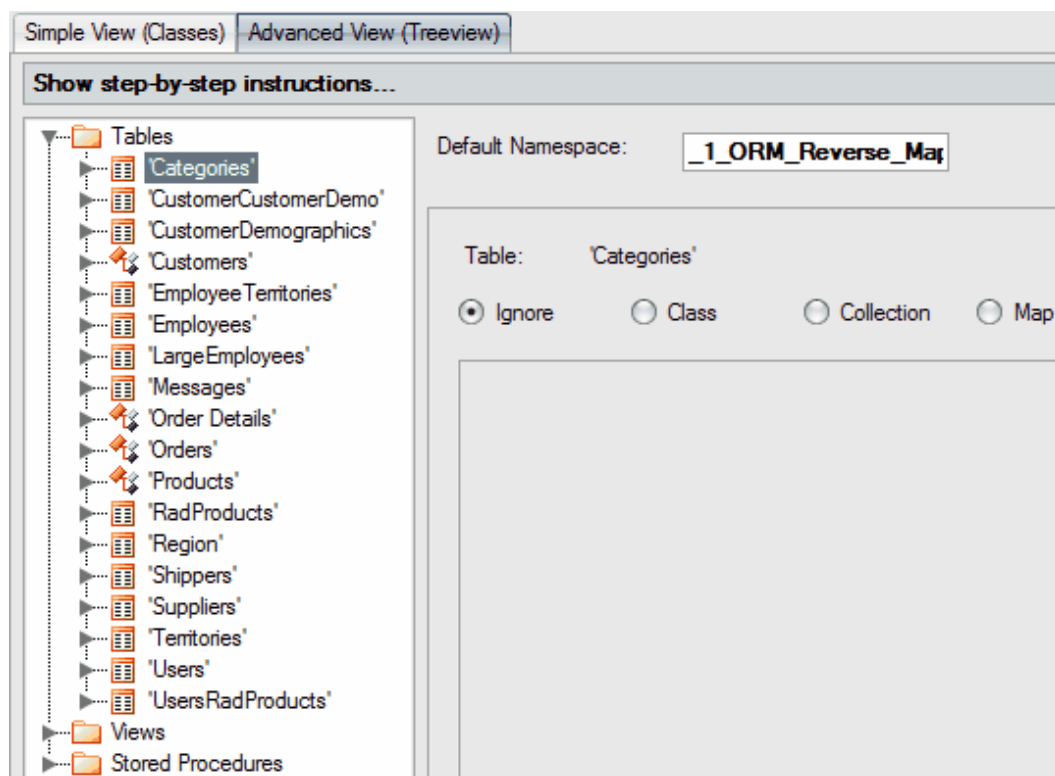 Simple View (Classes) Advanced View (Treeview)
Show step-by-step instructions...
Tables
'Categories'
'CustomerCustomerDemo'
'CustomerDemographics'
'Customers'
'EmployeeTerritories'
'Employees'
'LargeEmployees'
'Messages'
'Order Details'
'Orders'
'Products'
'RadProducts'
'Region'
'Shippers'
'Suppliers'
'Territories'
'Users'
'UsersRadProducts'
Views
Stored Procedures
Default Namespace: _1_ORM_Reverse_Map
Table: 'Categories'
Ignore Class Collection Map